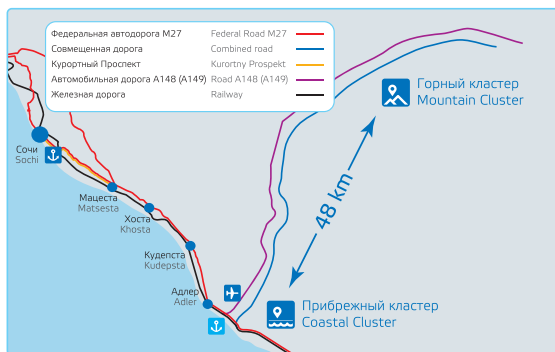 Федеральная автодорога М27 Federal Road M27
Совмещенная дорога Combined road
Курортный Проспект Kurortny Prospekt
Автомобильная дорога А148 (А149) Road A148 (A149)
Железная дорога Railway
Горный кластер
Mountain Cluster
Сочи
Sochi
Мацеста
Matsesta
Хоста
Khosta
48 km
Кудепста
Kudepsta
Адлер
Adler
Прибрежный кластер
Coastal Cluster